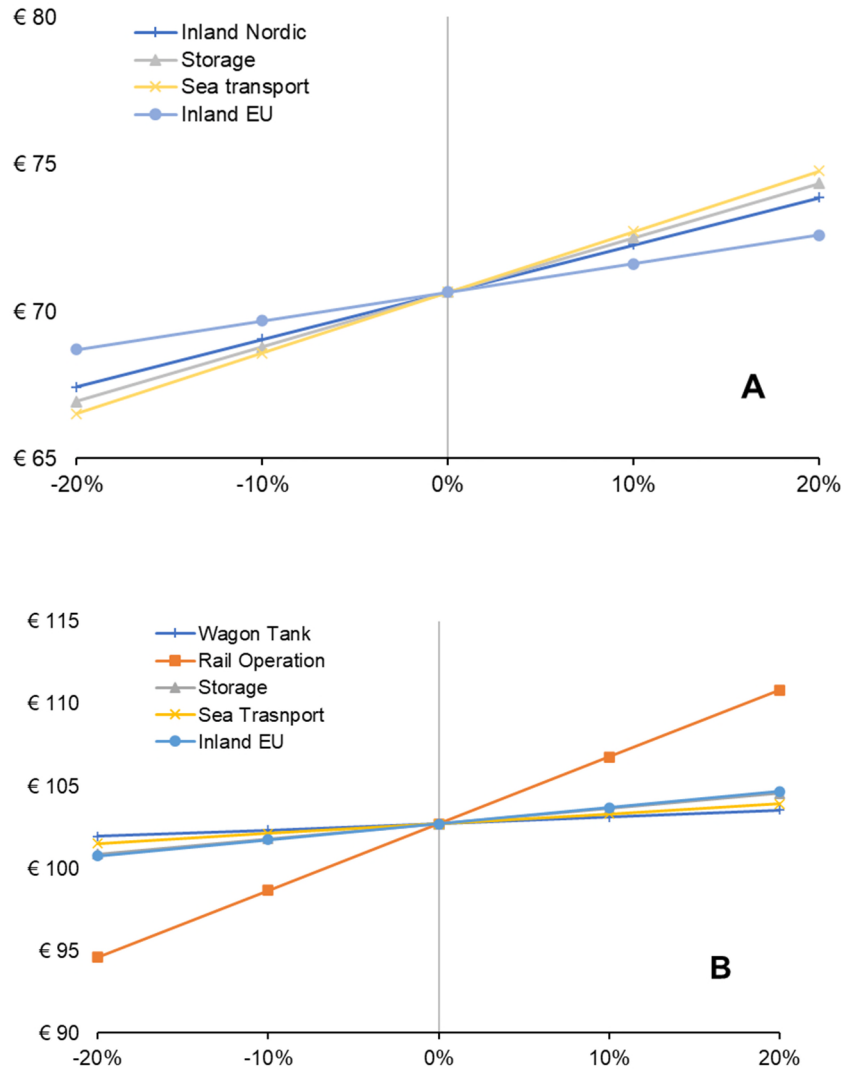 € 80
Inland Nordic
Storage
Sea transport
Inland EU
€ 75
€ 70
A
€ 65
-20%
-10%
0%
10%
20%
€ 115
Wagon Tank
Rail Operation
Storage
Sea Trasnport
Inland EU
€ 110
€ 105
€ 100
€ 95
B
€ 90
-20%
-10%
0%
10%
20%